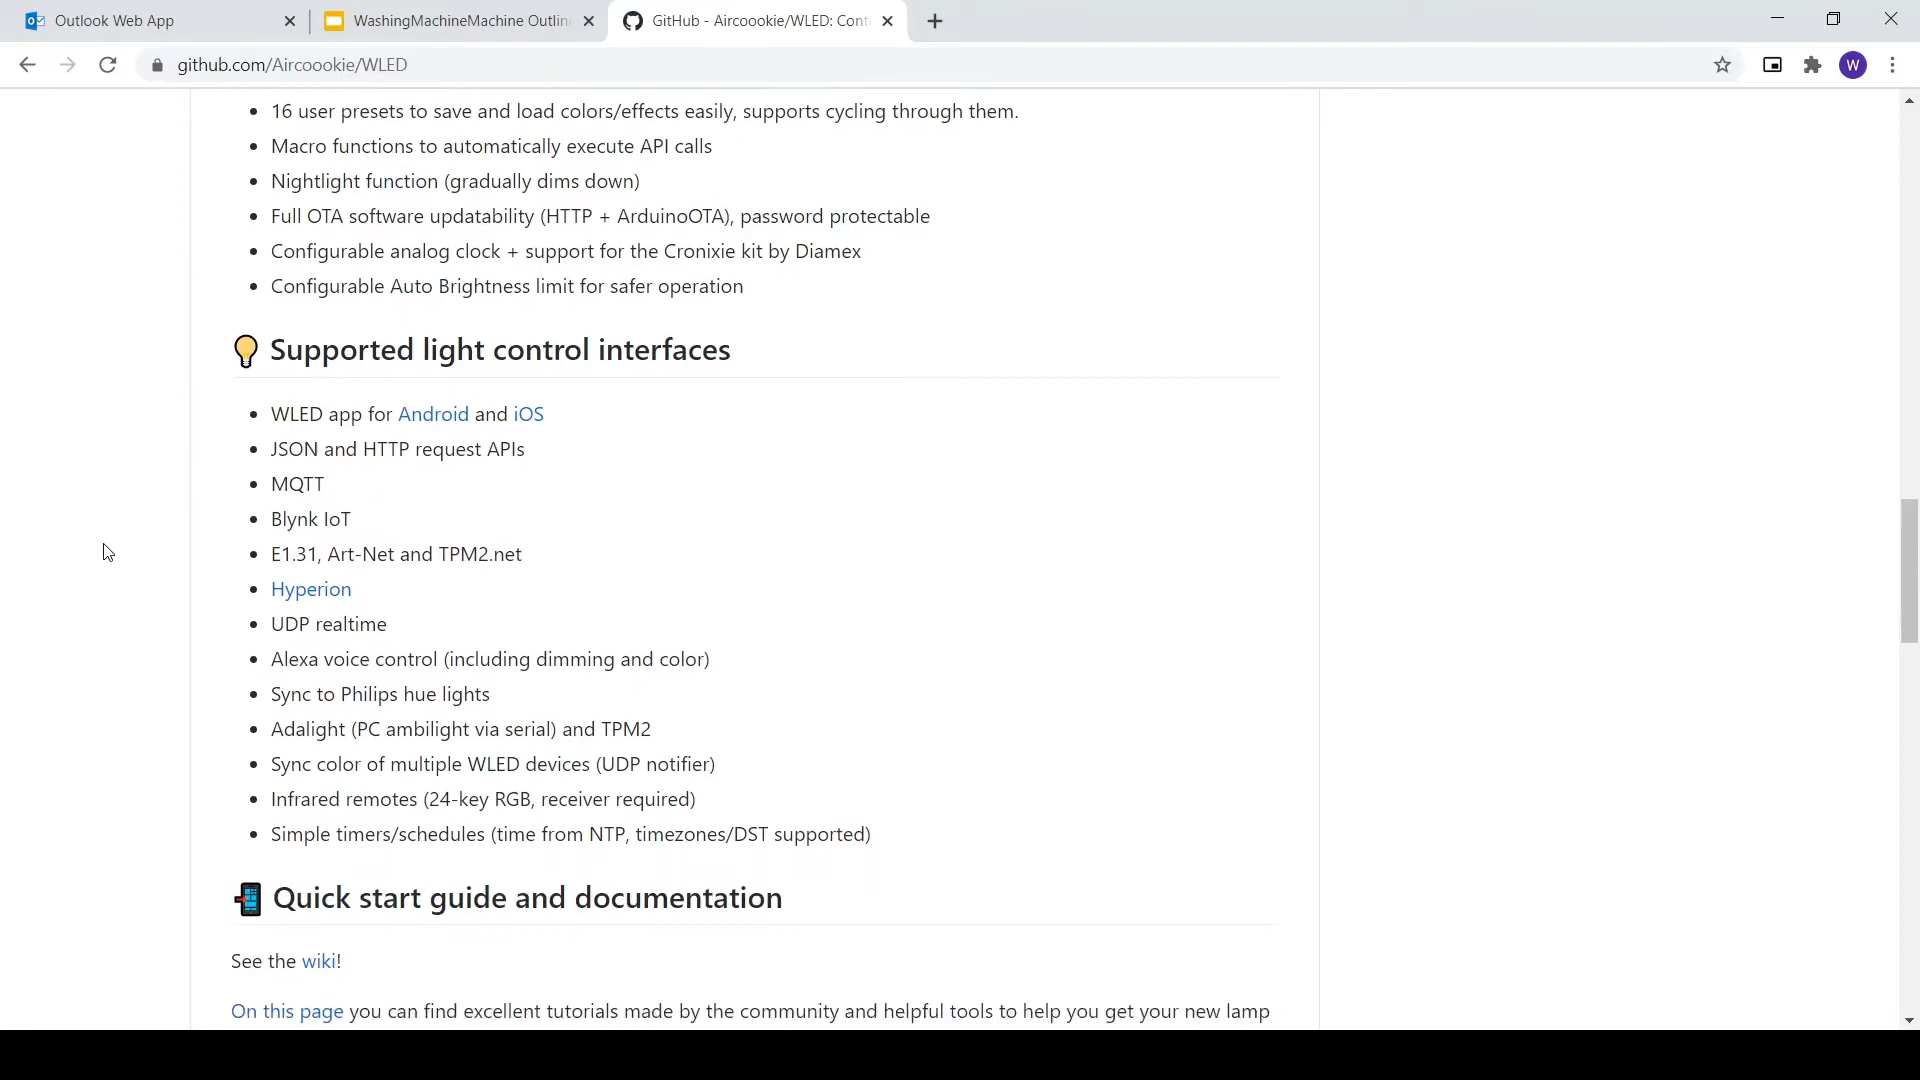 Outlook Web App
WashingMachineMachine Outlin
GitHub - Aircoookie/WLED: Cont
github.com/Aircoookie/WLED
W
16 user presets to save and load colors/effects easily, supports cycling through them.
Macro functions to automatically execute API calls
Nightlight function (gradually dims down)
Full OTA software updatability (HTTP + ArduinoOTA), password protectable
Configurable analog clock + support for the Cronixie kit by Diamex
Configurable Auto Brightness limit for safer operation
Supported light control interfaces
WLED app for Android and iOS
JSON and HTTP request APIs
MQTT
Blynk IoT
E1.31, Art-Net and TPM2.net
Hyperion
UDP realtime
Alexa voice control (including dimming and color)
Sync to Philips hue lights
Adalight (PC ambilight via serial) and TPM2
Sync color of multiple WLED devices (UDP notifier)
Infrared remotes (24-key RGB, receiver required)
Simple timers/schedules (time from NTP, timezones/DST supported)
Quick start guide and documentation
See the wiki!
On this page you can find excellent tutorials made by the community and helpful tools to help you get your new lamp